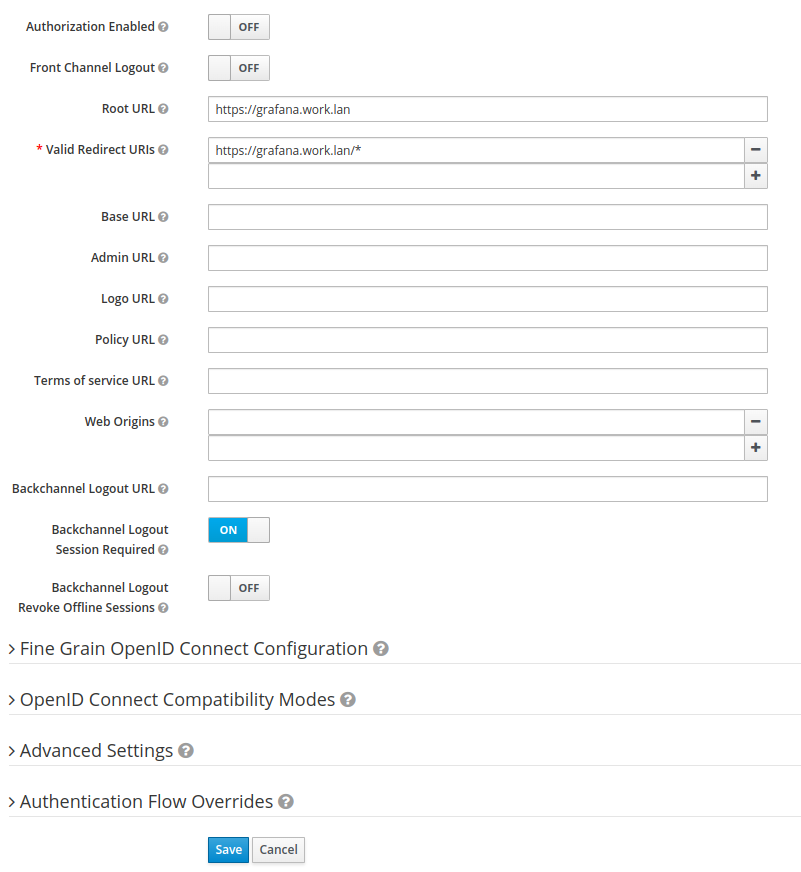 Authorization Enabled OFF
Front Channel Logout OFF
Root URL https://grafana.work.lan
* Valid Redirect URIs https://grafana.work.lan/*
Base URL
Admin URL
Logo URL
Policy URL
Terms of service URL
Web Origins
Backchannel Logout URL
Backchannel Logout ON
Session Required
Backchannel Logout OFF
Revoke Offline Sessions
Fine Grain OpenID Connect Configuration
OpenID Connect Compatibility Modes
Advanced Settings
Authentication Flow Overrides
Save Cancel